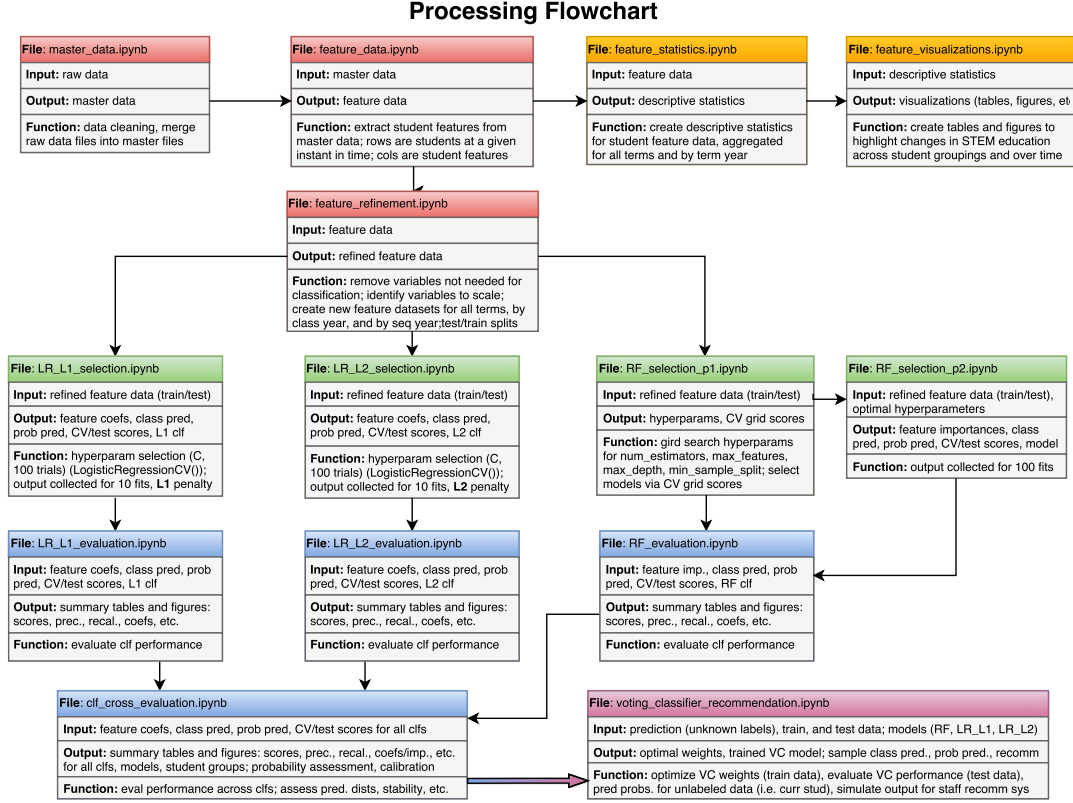 Processing Flowchart
File: master_data.ipynb
Input: raw data
Output: master data
Function: data cleaning, merge
raw data files into master files
File: feature_data.ipynb
Input: master data
Output: feature data
Function: extract student features from
master data; rows are students at a given
instant in time; cols are student features
File: feature_statistics.ipynb
Input: feature data
Output: descriptive statistics
Function: create descriptive statistics
for student feature data, aggregated
for all terms and by term year
File: feature_visualizations.ipynb
Input: descriptive statistics
Output: visualizations (tables, figures, et
Function: create tables and figures to
highlight changes in STEM education
across student groupings and over time
File: feature_refinement.ipynb
Input: feature data
Output: refined feature data
Function: remove variables not needed for
classification; identify variables to scale;
create new feature datasets for all terms, by
class year, and by seq year;test/train splits
File: LR_L1_selection.ipynb
Input: refined feature data (train/test)
Output: feature coefs, class pred,
prob pred, CV/test scores, L1 clf
Function: hyperparam selection (C,
100 trials) (LogisticRegressionCV());
output collected for 10 fits, L1 penalty
File: LR_L2_selection.ipynb
Input: refined feature data (train/test)
Output: feature coefs, class pred,
prob pred, CV/test scores, L2 clf
Function: hyperparam selection (C,
100 trials) (LogisticRegressionCV());
output collected for 10 fits, L2 penalty
File: RF_selection_p1.ipynb
Input: refined feature data (train/test)
Output: hyperparams, CV grid scores
Function: gird search hyperparams
for num_estimators, max_features,
max_depth, min_sample_split; select
models via CV grid scores
File: RF_selection_p2.ipynb
Input: refined feature data (train/test),
optimal hyperparameters
Output: feature importances, class
pred, prob pred, CV/test scores, model
Function: output collected for 100 fits
File: LR_L1_evaluation.ipynb
Input: feature coefs, class pred, prob
pred, CV/test scores, L1 clf
Output: summary tables and figures:
scores, prec., recal., coefs, etc.
Function: evaluate clf performance
File: LR_L2_evaluation.ipynb
Input: feature coefs, class pred, prob
pred, CV/test scores, L2 clf
Output: summary tables and figures:
scores, prec., recal., coefs, etc.
Function: evaluate clf performance
File: RF_evaluation.ipynb
Input: feature imp., class pred, prob
pred, CV/test scores, RF clf
Output: summary tables and figures:
scores, prec., recal., coefs, etc.
Function: evaluate clf performance
File: clf_cross_evaluation.ipynb
Input: feature coefs, class pred, prob pred, CV/test scores for all clfs
Output: summary tables and figures: scores, prec., recal., coefs/imp., etc.
for all clfs, models, student groups; probability assessment, calibration
Function: eval performance across clfs; assess pred. dists, stability, etc.
File: voting_classifier_recommendation.ipynb
Input: prediction (unknown labels), train, and test data; models (RF, LR_L1, LR_L2)
Output: optimal weights, trained VC model; sample class pred., prob pred., recomm
Function: optimize VC weights (train data), evaluate VC performance (test data),
pred probs. for unlabeled data (i.e. curr stud), simulate output for staff recomm sys